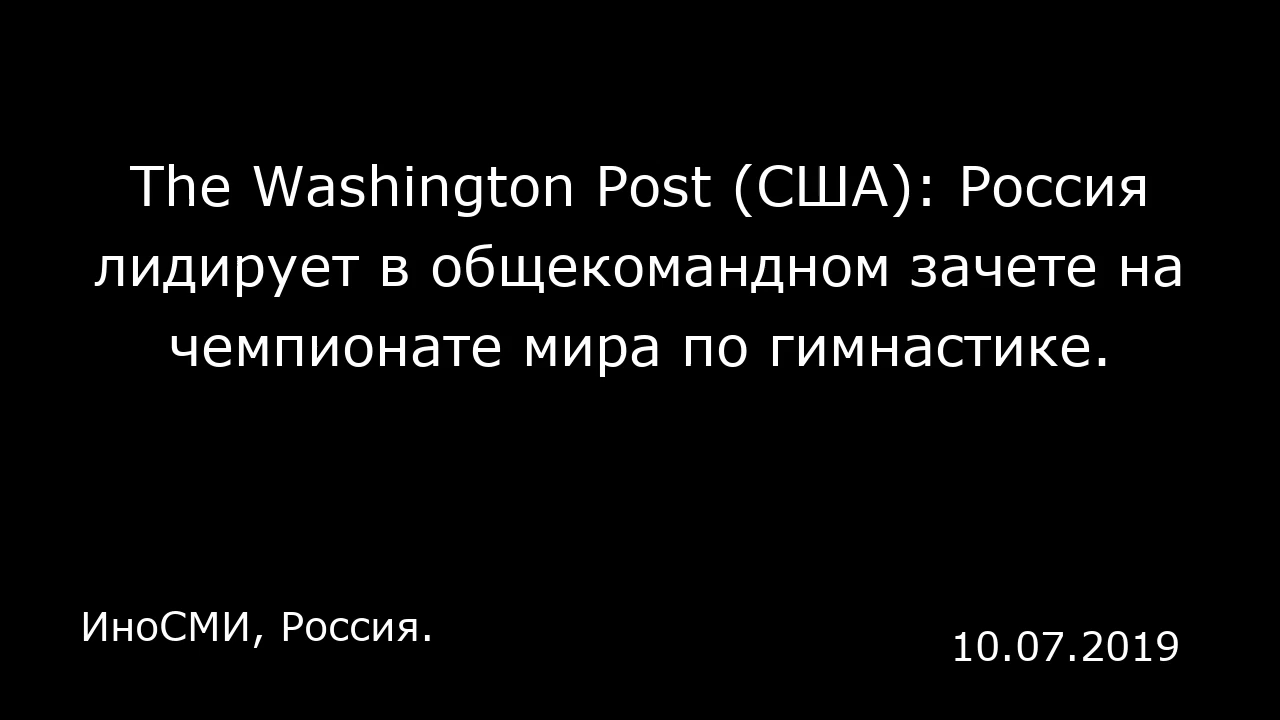 The Washington Post (США): Россия
лидирует в общекомандном зачете на
чемпионате мира по гимнастике.
ИноСМИ, Россия.
10.07.2019